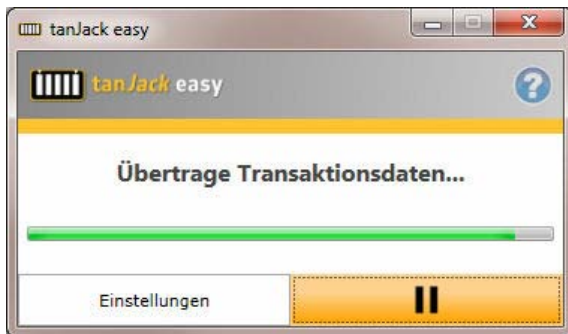 tanJack easy
tanJack easy
?
Übertrage Transaktionsdaten...
Einstellungen